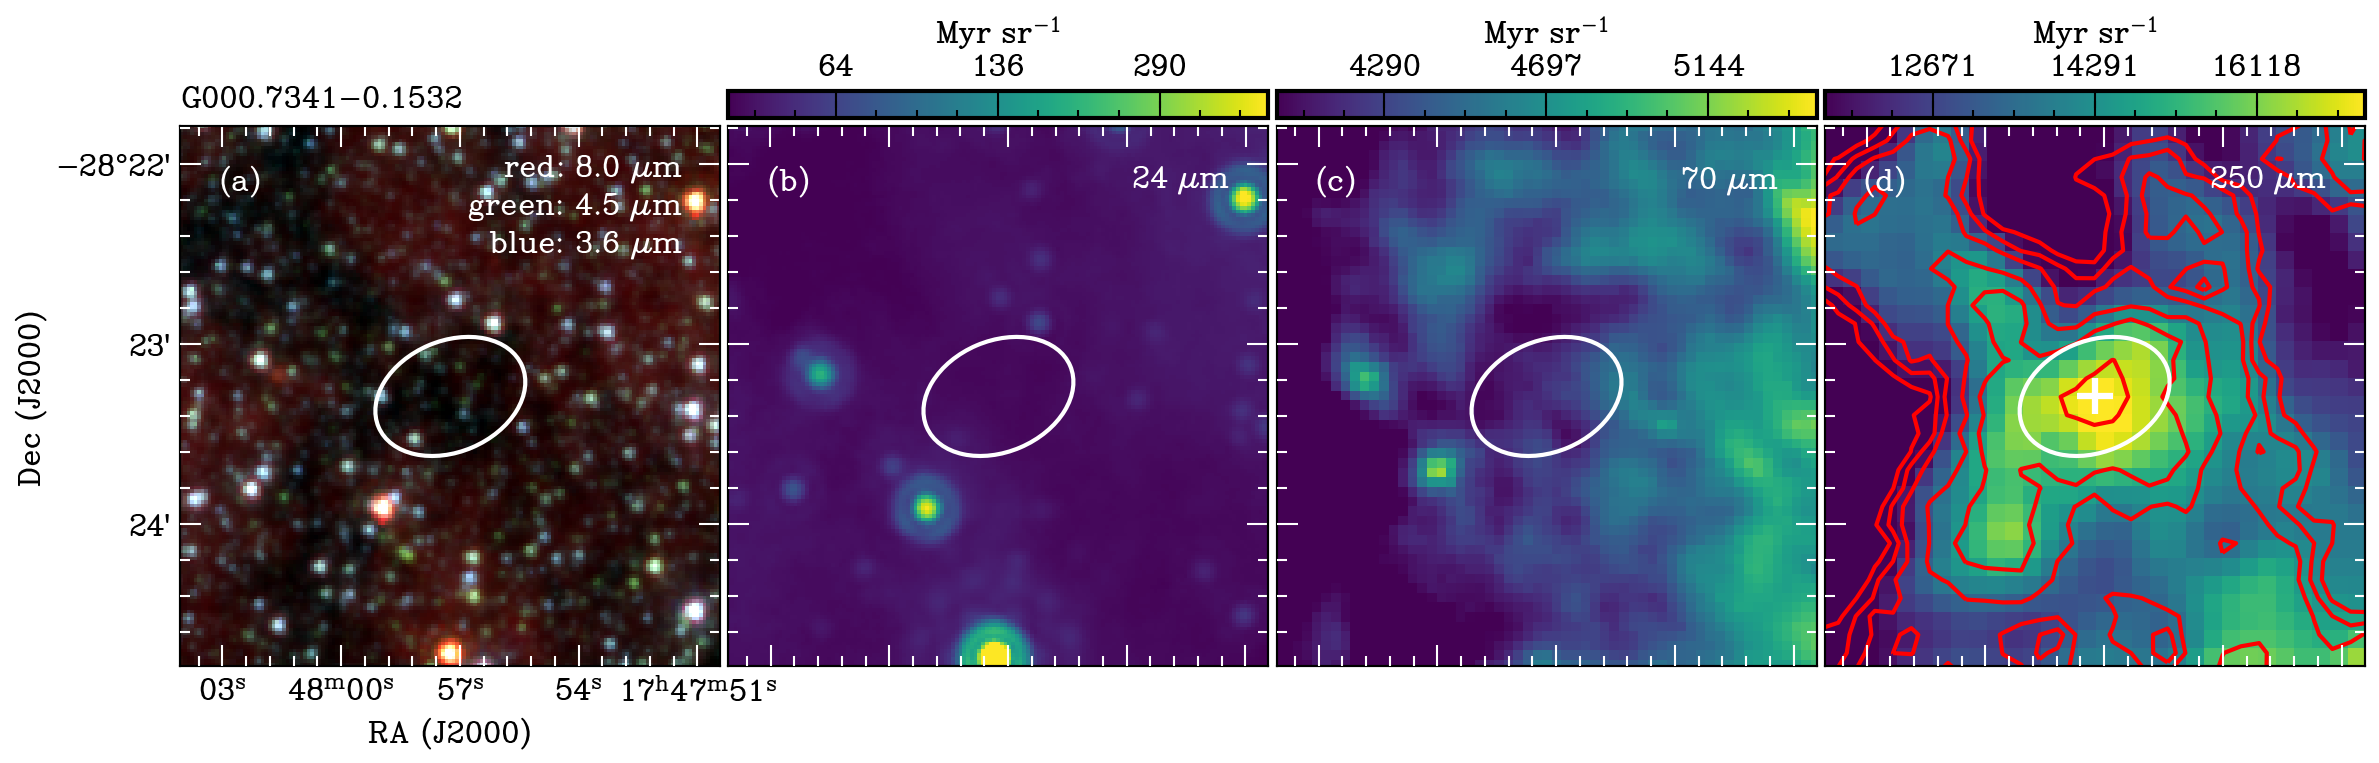 Myr sr⁻¹
64 136 290
Myr sr⁻¹
4290 4697 5144
Myr sr⁻¹
12671 14291 16118
G000.7341−0.1532
(a)
red: 8.0 μm
green: 4.5 μm
blue: 3.6 μm
(b)
24 μm
(c)
70 μm
(d)
250 μm
−28°22'
23'
24'
Dec (J2000)
03ˢ 48ᵐ00ˢ 57ˢ 54ˢ 17ʰ47ᵐ51ˢ
RA (J2000)